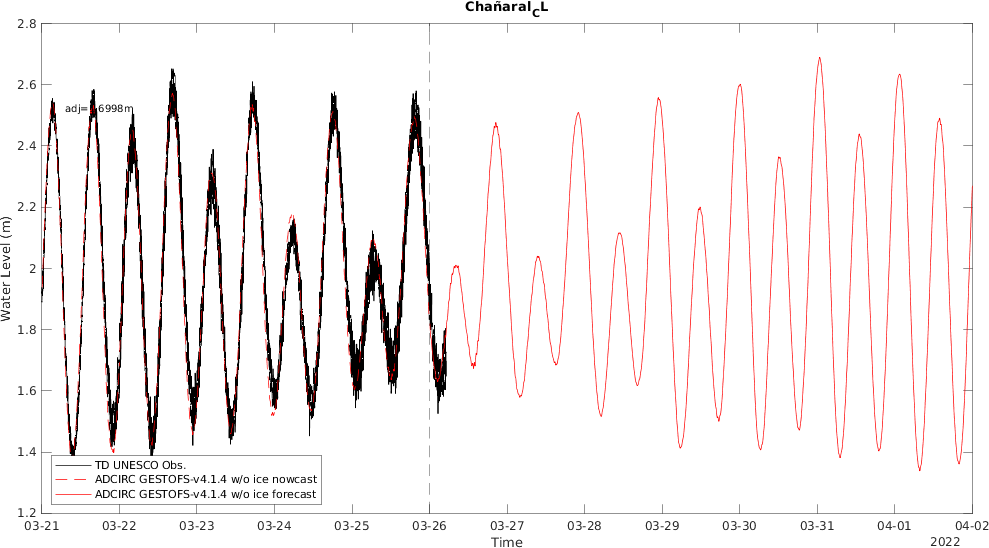 Chañaral_CL
2.8
2.6
2.4
2.2
2
1.8
1.6
1.4
1.2
Water Level (m)
adj= 6998m
TD UNESCO Obs.
ADCIRC GESTOFS-v4.1.4 w/o ice nowcast
ADCIRC GESTOFS-v4.1.4 w/o ice forecast
03-21 03-22 03-23 03-24 03-25 03-26 03-27 03-28 03-29 03-30 03-31 04-01 04-02
Time
2022